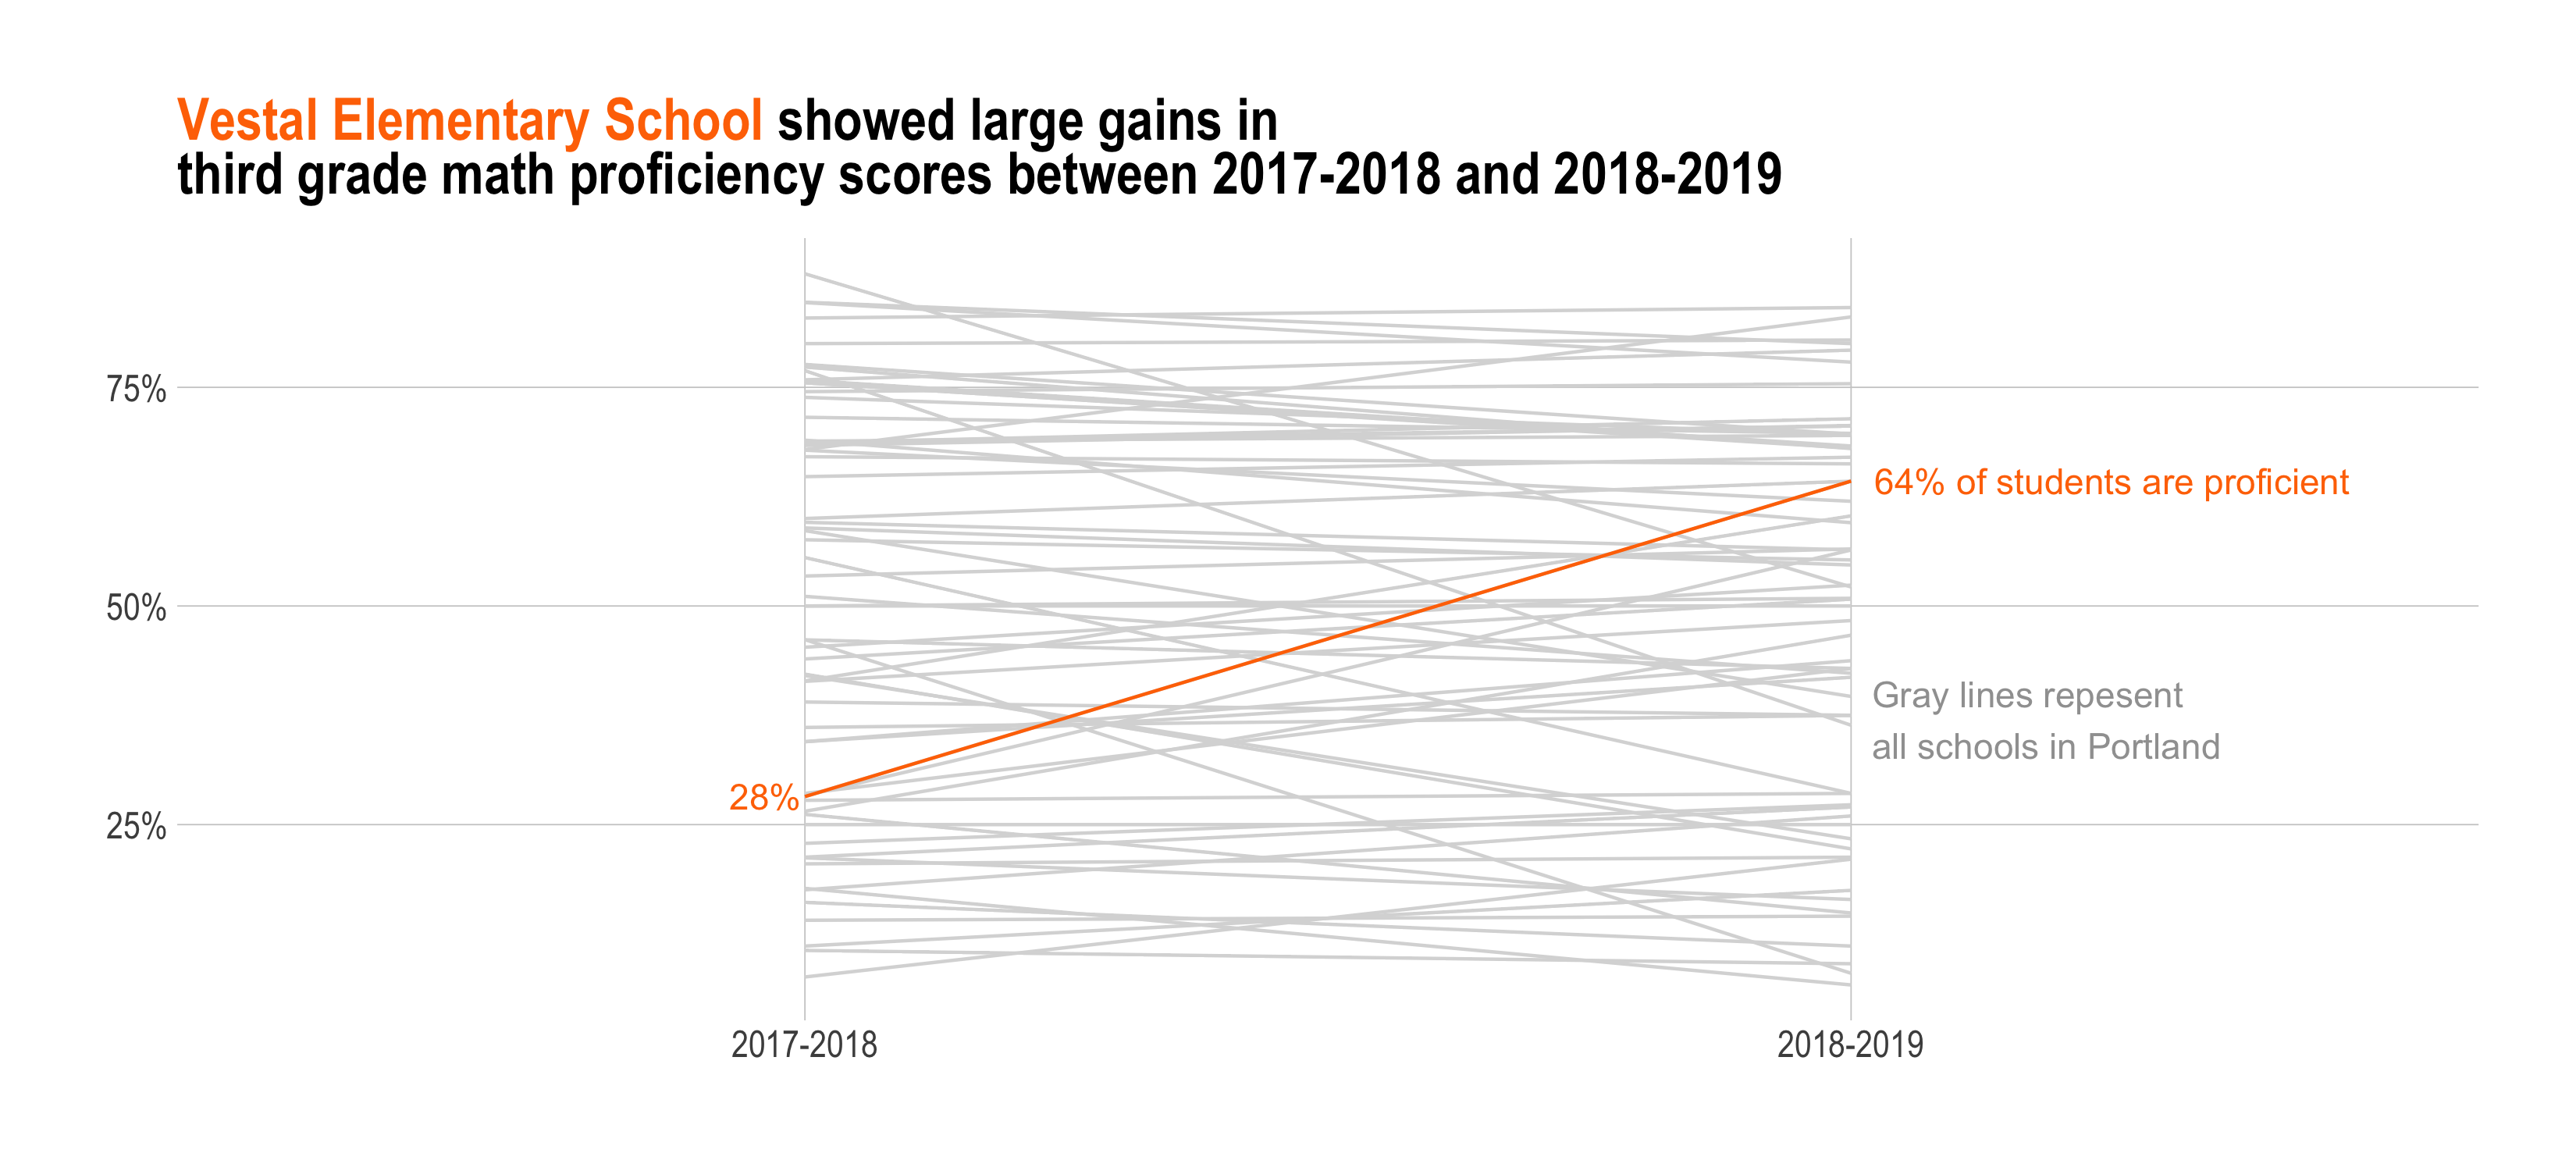 Vestal Elementary School showed large gains in
third grade math proficiency scores between 2017-2018 and 2018-2019
75%
64% of students are proficient
50%
Gray lines repesent
all schools in Portland
28%
25%
2017-2018
2018-2019